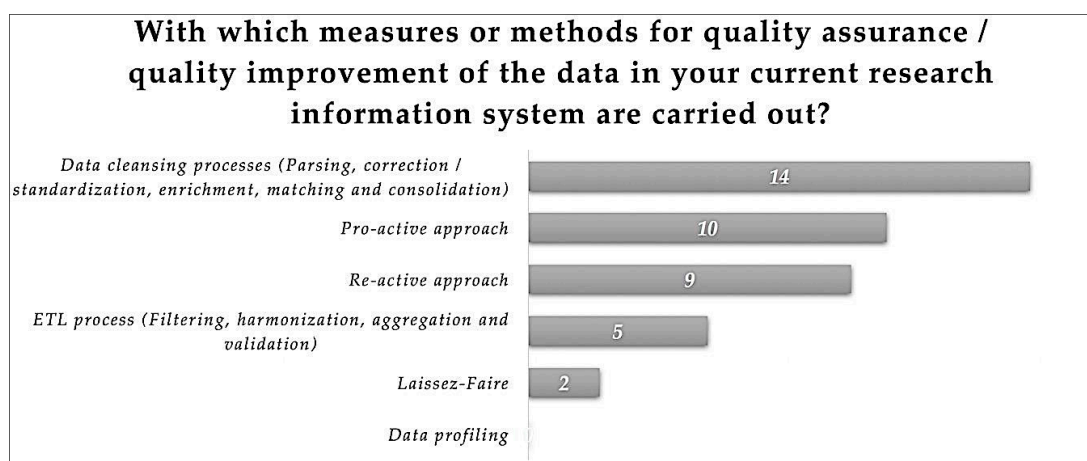 With which measures or methods for quality assurance /
quality improvement of the data in your current research
information system are carried out?
Data cleansing processes (Parsing, correction /
standardization, enrichment, matching and consolidation)
14
Pro-active approach
10
Re-active approach
9
ETL process (Filtering, harmonization, aggregation and
validation)
5
Laissez-Faire
2
Data profiling